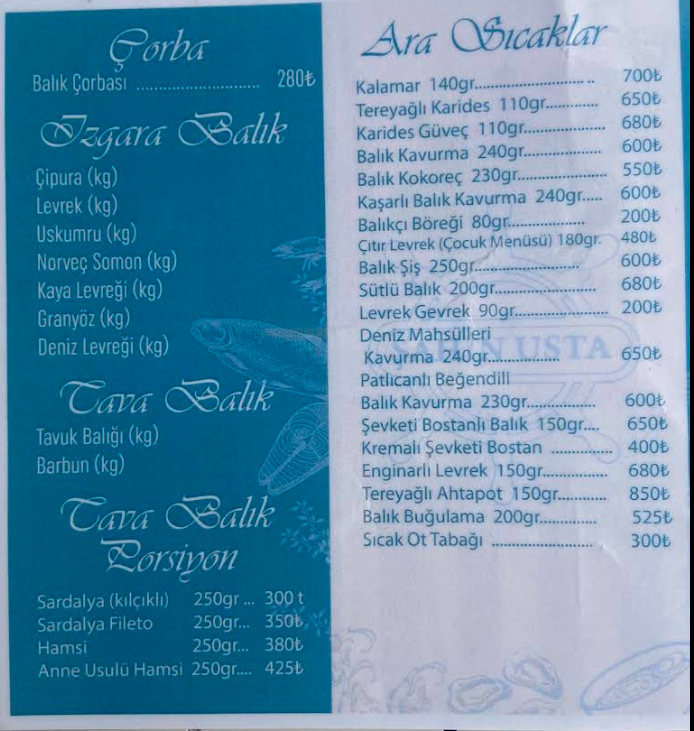 Çorba
Balık Çorbası ........................... 280₺
Izgara Balık
Çipura (kg)
Levrek (kg)
Uskumru (kg)
Norveç Somon (kg)
Kaya Levreği (kg)
Granyöz (kg)
Deniz Levreği (kg)
Tava Balık
Tavuk Balığı (kg)
Barbun (kg)
Tava Balık
Porsiyon
Sardalya (kılçıklı) 250gr ... 300 t
Sardalya Fileto 250gr... 350₺
Hamsi 250gr... 380₺
Anne Usulü Hamsi 250gr.... 425₺
Ara Sıcaklar
Kalamar 140gr............................. .. 700₺
Tereyağlı Karides 110gr............. 650₺
Karides Güveç 110gr.................... 680₺
Balık Kavurma 240gr................... 600₺
Balık Kokoreç 230gr...................... 550₺
Kaşarlı Balık Kavurma 240gr..... 600₺
Balıkçı Böreği 80gr................... 200₺
Çıtır Levrek (Çocuk Menüsü) 180gr. 480₺
Balık Şiş 250gr.......................... 600₺
Sütlü Balık 200gr......................... 680₺
Levrek Gevrek 90gr..................... 200₺
Deniz Mahsülleri
Kavurma 240gr.................. 650₺
Patlıcanlı Beğendili
Balık Kavurma 230gr................. 600₺
Şevketi Bostanlı Balık 150gr.... 650₺
Kremalı Şevketi Bostan ............... 400₺
Enginarlı Levrek 150gr................ 680₺
Tereyağlı Ahtapot 150gr............ 850₺
Balık Buğulama 200gr.............. 525₺
Sıcak Ot Tabağı ......................... 300₺
USTA